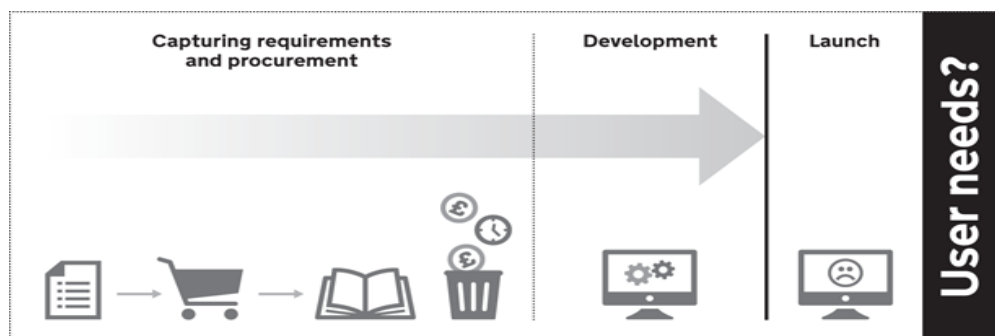 Capturing requirements
and procurement
Development
Launch
User needs?
£
£